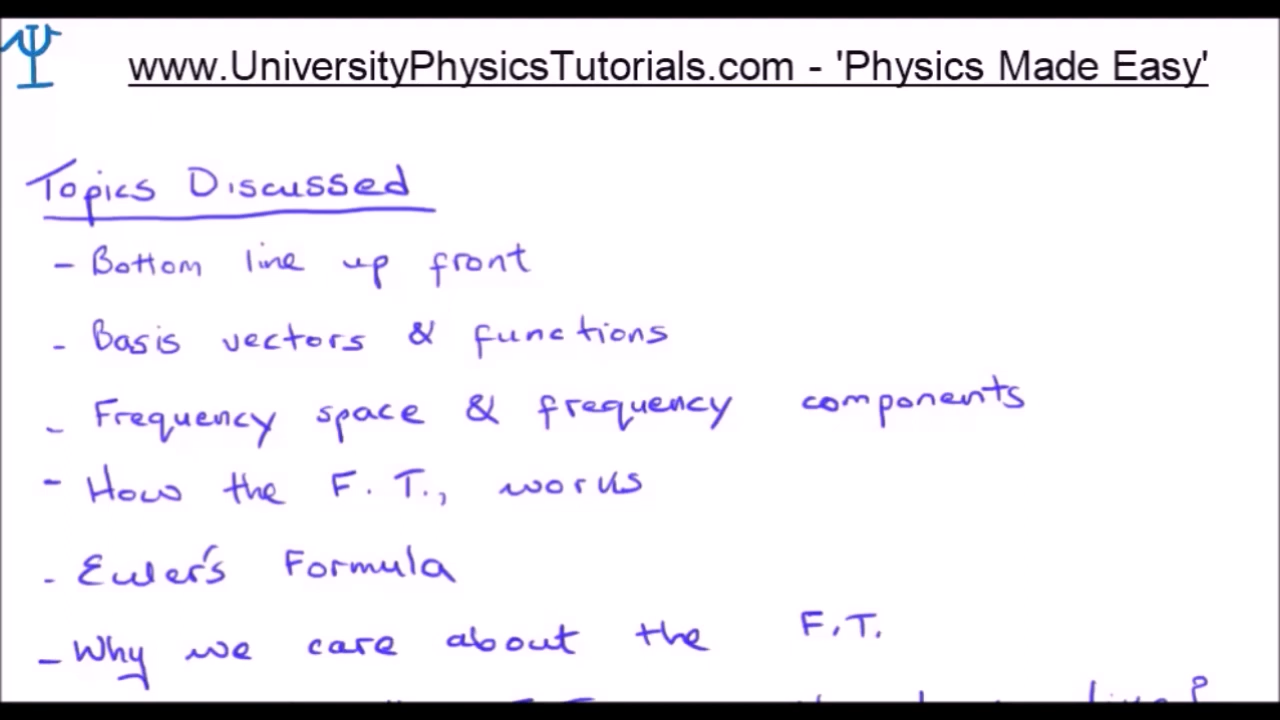 www.UniversityPhysicsTutorials.com - 'Physics Made Easy'
Topics Discussed
- Bottom line up front
- Basis vectors & functions
- Frequency space & frequency components
- How the F. T., works
- Euler's Formula
- Why we care about the F.T.